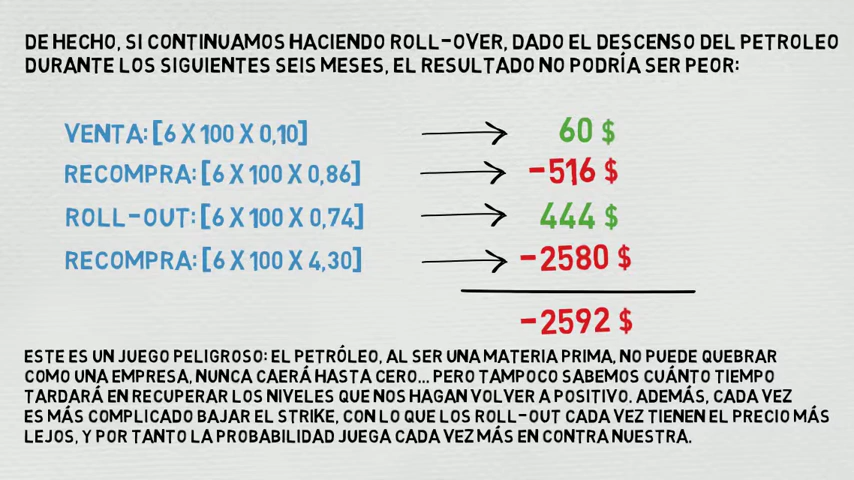 DE HECHO, SI CONTINUAMOS HACIENDO ROLL-OVER, DADO EL DESCENSO DEL PETROLEO
DURANTE LOS SIGUIENTES SEIS MESES, EL RESULTADO NO PODRÍA SER PEOR:
VENTA: [6 X 100 X 0,10] 60 $
RECOMPRA: [6 X 100 X 0,86] -516 $
ROLL-OUT: [6 X 100 X 0,74] 444 $
RECOMPRA: [6 X 100 X 4,30] -2580 $
-2592 $
ESTE ES UN JUEGO PELIGROSO: EL PETRÓLEO, AL SER UNA MATERIA PRIMA, NO PUEDE QUEBRAR
COMO UNA EMPRESA, NUNCA CAERÁ HASTA CERO... PERO TAMPOCO SABEMOS CUÁNTO TIEMPO
TARDARÁ EN RECUPERAR LOS NIVELES QUE NOS HAGAN VOLVER A POSITIVO. ADEMÁS, CADA VEZ
ES MÁS COMPLICADO BAJAR EL STRIKE, CON LO QUE LOS ROLL-OUT CADA VEZ TIENEN EL PRECIO MÁS
LEJOS, Y POR TANTO LA PROBABILIDAD JUEGA CADA VEZ MÁS EN CONTRA NUESTRA.